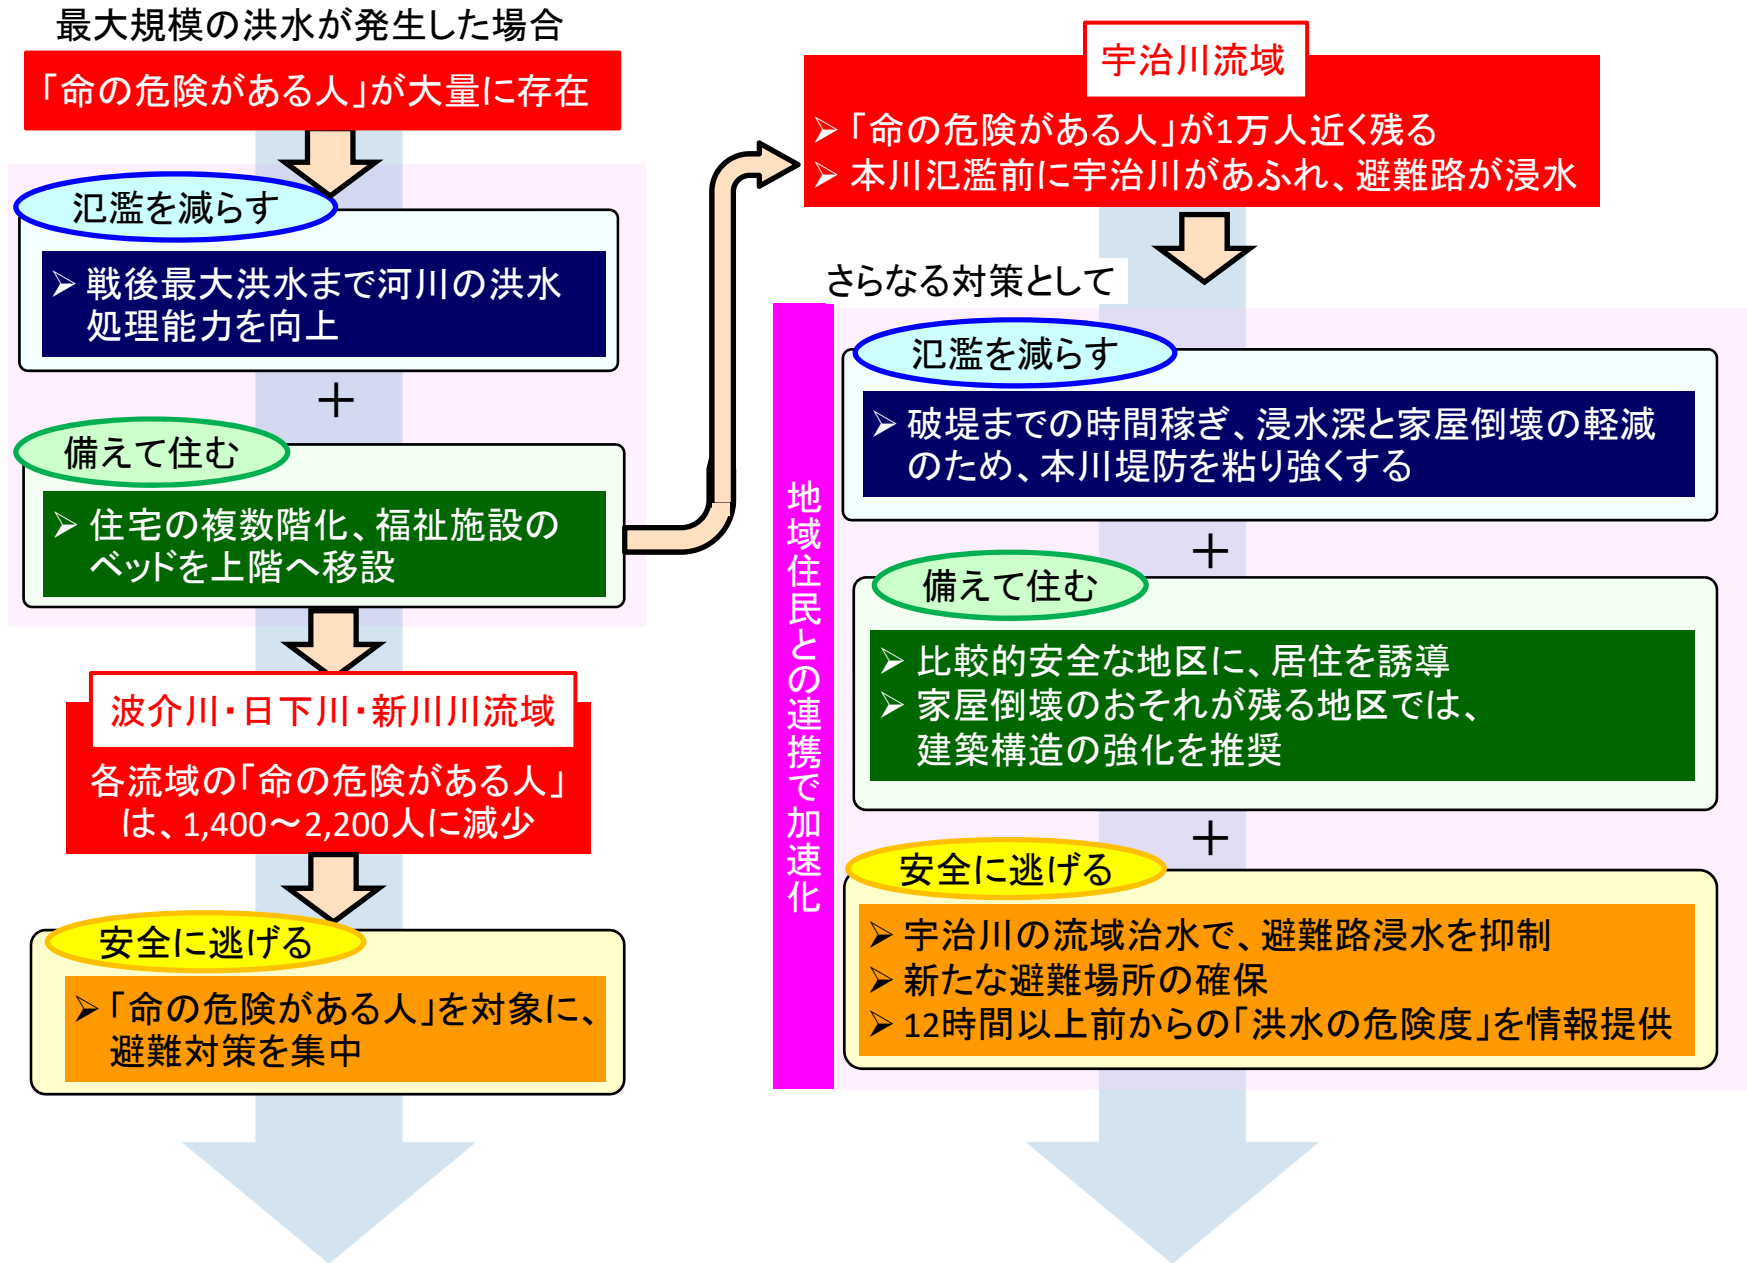 最大規模の洪水が発生した場合
「命の危険がある人」が大量に存在
氾濫を減らす
➢ 戦後最大洪水まで河川の洪水
処理能力を向上
＋
備えて住む
➢ 住宅の複数階化、福祉施設の
ベッドを上階へ移設
波介川・日下川・新川川流域
各流域の「命の危険がある人」
は、1,400～2,200人に減少
安全に逃げる
➢「命の危険がある人」を対象に、
避難対策を集中
宇治川流域
➢「命の危険がある人」が1万人近く残る
➢ 本川氾濫前に宇治川があふれ、避難路が浸水
さらなる対策として
地域住民との連携で加速化
氾濫を減らす
➢ 破堤までの時間稼ぎ、浸水深と家屋倒壊の軽減
のため、本川堤防を粘り強くする
＋
備えて住む
➢ 比較的安全な地区に、居住を誘導
➢ 家屋倒壊のおそれが残る地区では、
建築構造の強化を推奨
＋
安全に逃げる
➢ 宇治川の流域治水で、避難路浸水を抑制
➢ 新たな避難場所の確保
➢ 12時間以上前からの「洪水の危険度」を情報提供